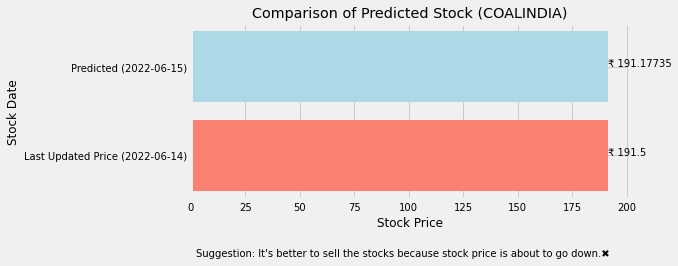 Comparison of Predicted Stock (COALINDIA)
Stock Date
Predicted (2022-06-15)
₹.191.17735
Last Updated Price (2022-06-14)
₹.191.5
0 25 50 75 100 125 150 175 200
Stock Price
Suggestion: It's better to sell the stocks because stock price is about to go down.✖